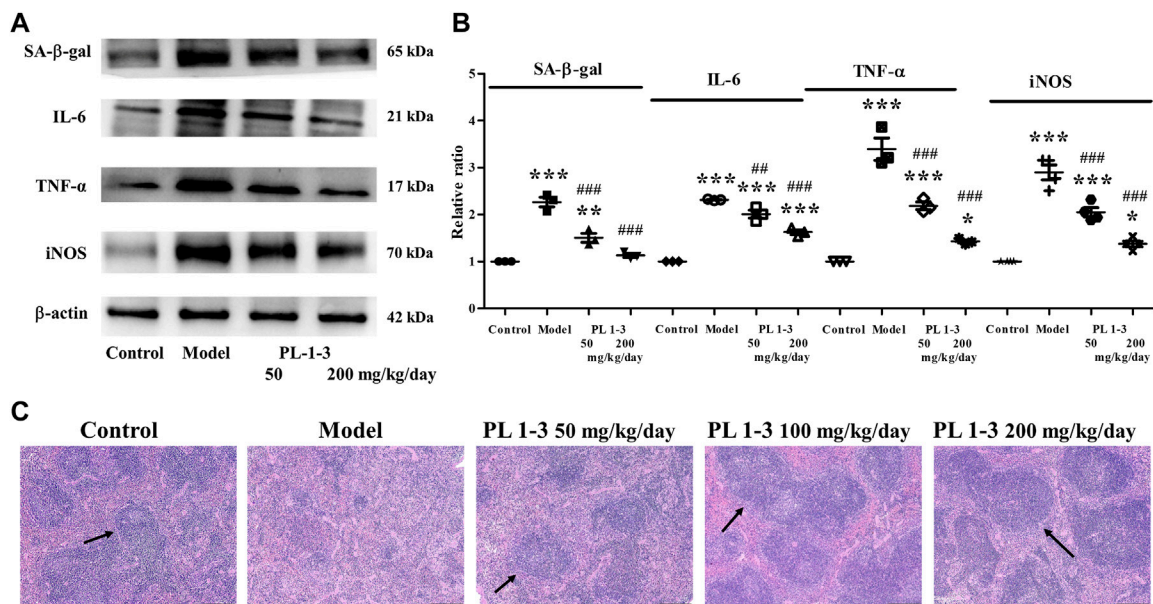 A
SA-β-gal 65 kDa
IL-6 21 kDa
TNF-α 17 kDa
iNOS 70 kDa
β-actin 42 kDa
Control Model PL-1-3
50 200 mg/kg/day
B
SA-β-gal IL-6 TNF-α iNOS
Relative ratio
5
4
3
2
1
0
*** ### ** ###
*** ## *** ### ***
*** ### *** ### *
*** ### *** ### *
Control Model PL 1-3 Control Model PL 1-3 Control Model PL 1-3 Control Model PL 1-3
50 200 50 200 50 200 50 200
mg/kg/day mg/kg/day mg/kg/day mg/kg/day
C
Control Model PL 1-3 50 mg/kg/day PL 1-3 100 mg/kg/day PL 1-3 200 mg/kg/day